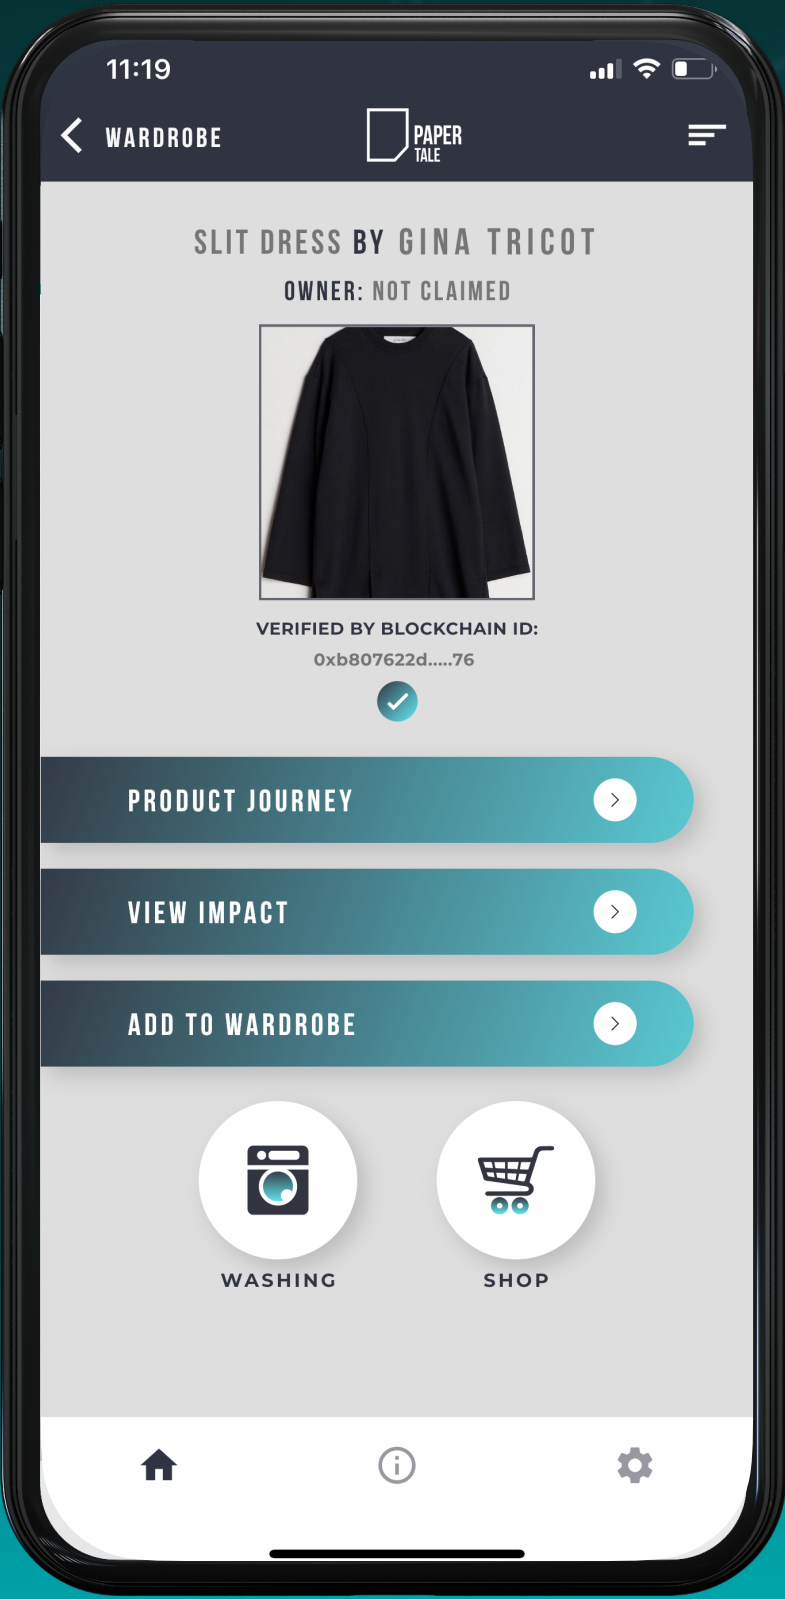 11:19
WARDROBE
PAPER
TALE
SLIT DRESS BY GINA TRICOT
OWNER: NOT CLAIMED
VERIFIED BY BLOCKCHAIN ID:
0xb807622d.....76
PRODUCT JOURNEY
VIEW IMPACT
ADD TO WARDROBE
WASHING
SHOP